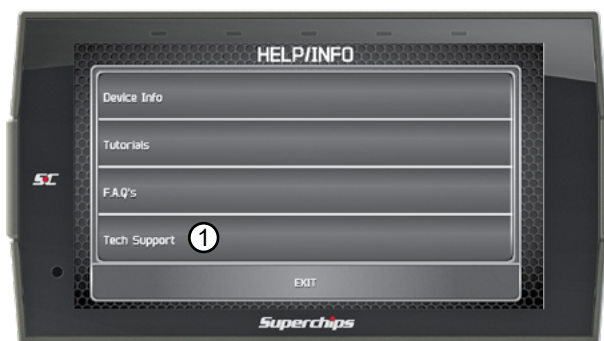 HELP/INFO
Device Info
Tutorials
F.A.Q's
Tech Support 1
EXIT
SC
Superchips